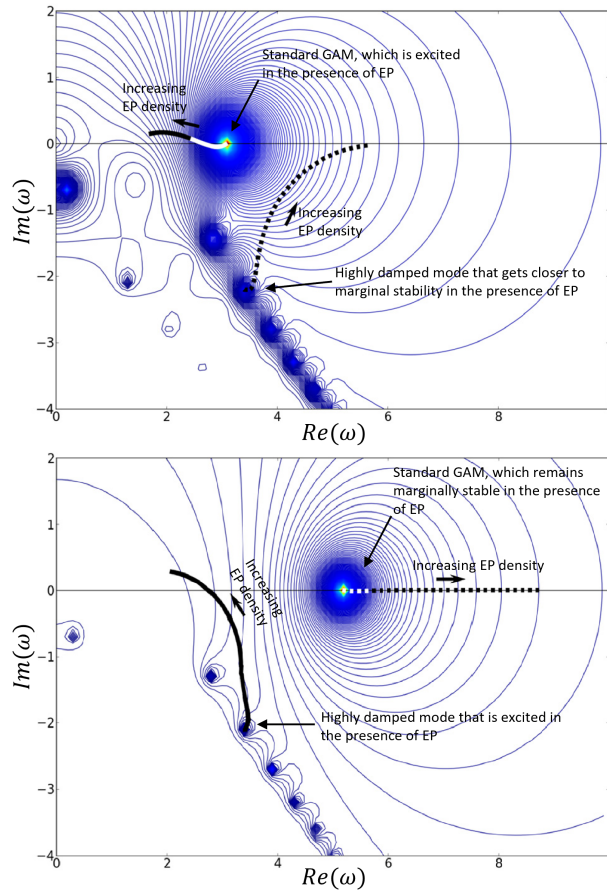 2
Standard GAM, which is excited
in the presence of EP
Increasing
EP density
1
0
Im(ω)
−1
Increasing
EP density
−2
Highly damped mode that gets closer to
marginal stability in the presence of EP
−3
−4
0
2
4
6
8
Re(ω)
2
Standard GAM, which remains
marginally stable in the presence
of EP
1
Increasing EP density
Increasing
EP density
0
Im(ω)
−1
−2
Highly damped mode that is excited in
the presence of EP
−3
−4
0
2
4
6
8
Re(ω)